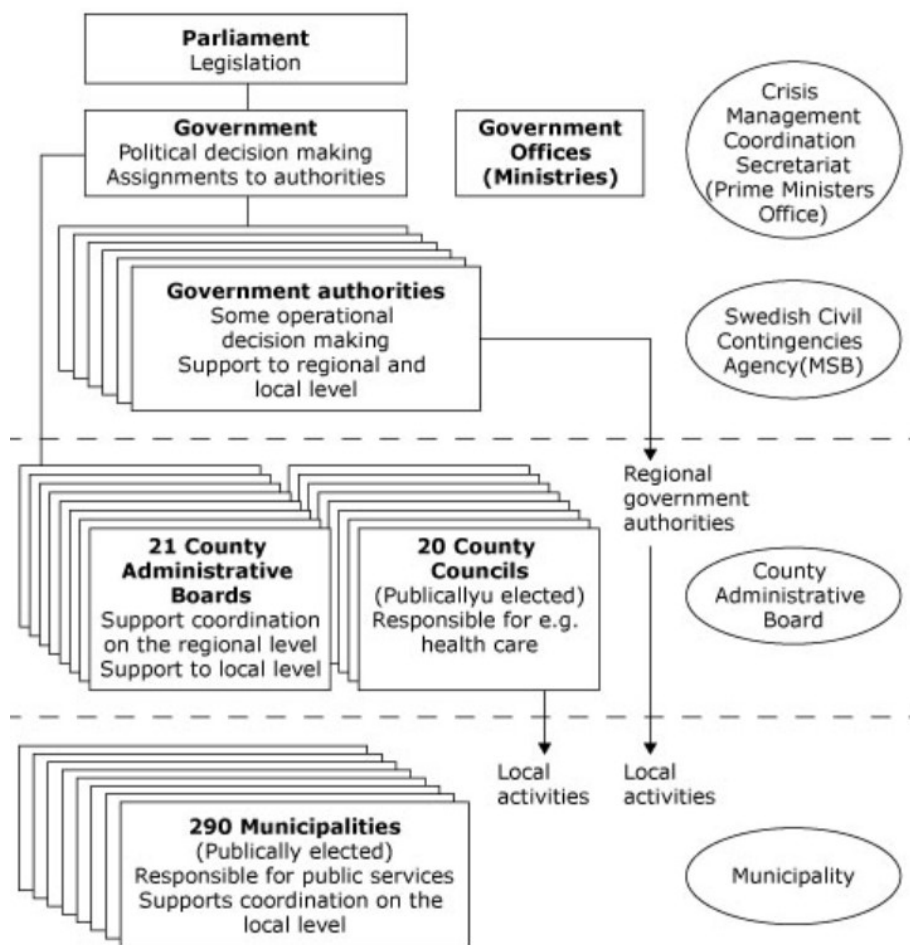 Parliament
Legislation
Government
Political decision making
Assignments to authorities
Government
Offices
(Ministries)
Crisis
Management
Coordination
Secretariat
(Prime Ministers
Office)
Government authorities
Some operational
decision making
Support to regional and
local level
Swedish Civil
Contingencies
Agency(MSB)
21 County
Administrative
Boards
Support coordination
on the regional level
Support to local level
20 County
Councils
(Publicallyu elected)
Responsible for e.g.
health care
Regional
government
authorities
County
Administrative
Board
Local
activities
Local
activities
290 Municipalities
(Publically elected)
Responsible for public services
Supports coordination on the
local level
Municipality